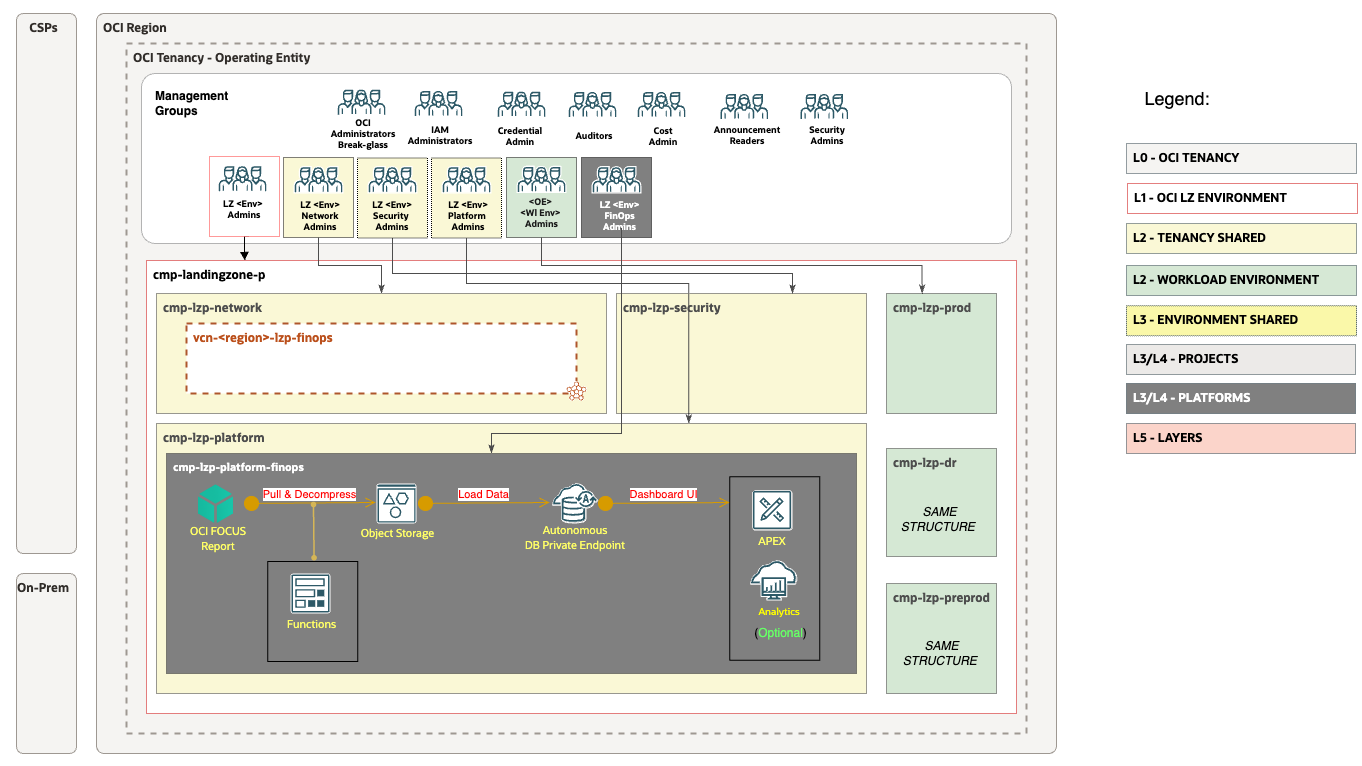 CSPs
OCI Region
OCI Tenancy - Operating Entity
Management
Groups
OCI
Administrators
Break-glass
IAM
Administrators
Credential
Admin
Auditors
Cost
Admin
Announcement
Readers
Security
Admins
LZ <Env>
Admins
LZ <Env>
Network
Admins
LZ <Env>
Security
Admins
LZ <Env>
Platform
Admins
<OE>
<Wl Env>
Admins
LZ <Env>
FinOps
Admins
cmp-landingzone-p
cmp-lzp-network
vcn-<region>-lzp-finops
cmp-lzp-security
cmp-lzp-prod
cmp-lzp-platform
cmp-lzp-platform-finops
Pull & Decompress
Load Data
Dashboard UI
OCI FOCUS
Report
Object Storage
Autonomous
DB Private Endpoint
A
APEX
Functions
Analytics
(Optional)
cmp-lzp-dr
SAME
STRUCTURE
cmp-lzp-preprod
SAME
STRUCTURE
On-Prem
Legend:
L0 - OCI TENANCY
L1 - OCI LZ ENVIRONMENT
L2 - TENANCY SHARED
L2 - WORKLOAD ENVIRONMENT
L3 - ENVIRONMENT SHARED
L3/L4 - PROJECTS
L3/L4 - PLATFORMS
L5 - LAYERS